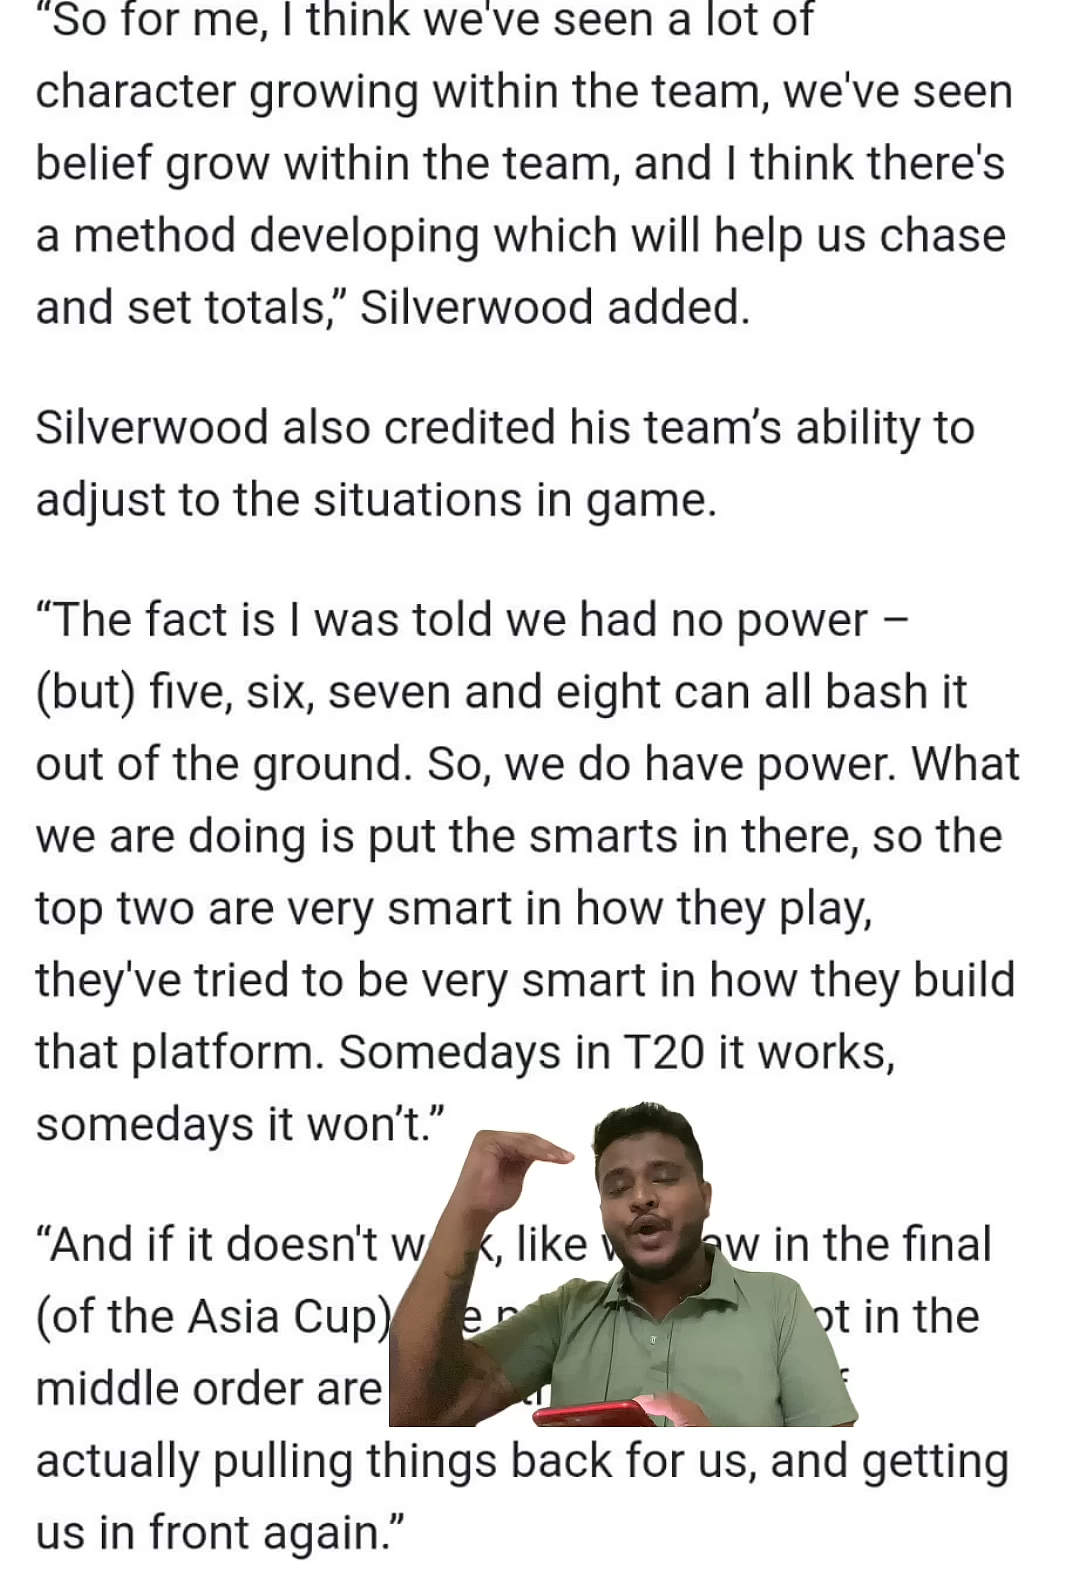 “So for me, I think we've seen a lot of
character growing within the team, we've seen
belief grow within the team, and I think there's
a method developing which will help us chase
and set totals,” Silverwood added.
Silverwood also credited his team’s ability to
adjust to the situations in game.
“The fact is I was told we had no power –
(but) five, six, seven and eight can all bash it
out of the ground. So, we do have power. What
we are doing is put the smarts in there, so the
top two are very smart in how they play,
they've tried to be very smart in how they build
that platform. Somedays in T20 it works,
somedays it won’t.”
“And if it doesn't like in the final
(of the Asia Cup) in the
middle order are
actually pulling things back for us, and getting
us in front again.”